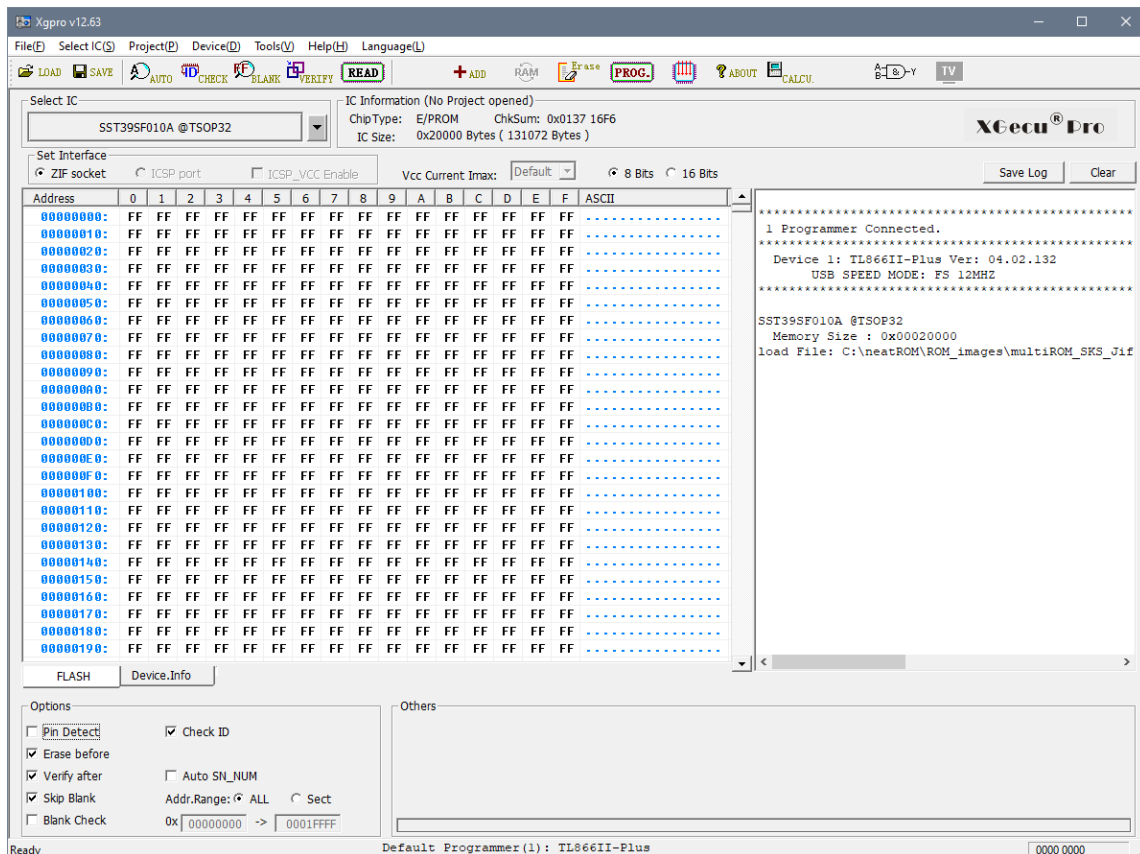 Xgpro v12.63
File(F) Select IC(S) Project(P) Device(D) Tools(V) Help(H) Language(L)
LOAD SAVE AUTO CHECK BLANK VERIFY READ ADD RAM Erase PROG. ABOUT CALCU. TV
Select IC
SST39SF010A @TSOP32
IC Information (No Project opened)
ChipType: E/PROM ChkSum: 0x0137 16F6
IC Size: 0x20000 Bytes ( 131072 Bytes )
XGecu® Pro
Set Interface
ZIF socket ICSP port ICSP_VCC Enable Vcc Current Imax: Default 8 Bits 16 Bits
Save Log Clear
Address 0 1 2 3 4 5 6 7 8 9 A B C D E F ASCII
00000000: FF FF FF FF FF FF FF FF FF FF FF FF FF FF FF FF ................
00000010: FF FF FF FF FF FF FF FF FF FF FF FF FF FF FF FF ................
00000020: FF FF FF FF FF FF FF FF FF FF FF FF FF FF FF FF ................
00000030: FF FF FF FF FF FF FF FF FF FF FF FF FF FF FF FF ................
00000040: FF FF FF FF FF FF FF FF FF FF FF FF FF FF FF FF ................
00000050: FF FF FF FF FF FF FF FF FF FF FF FF FF FF FF FF ................
00000060: FF FF FF FF FF FF FF FF FF FF FF FF FF FF FF FF ................
00000070: FF FF FF FF FF FF FF FF FF FF FF FF FF FF FF FF ................
00000080: FF FF FF FF FF FF FF FF FF FF FF FF FF FF FF FF ................
00000090: FF FF FF FF FF FF FF FF FF FF FF FF FF FF FF FF ................
000000A0: FF FF FF FF FF FF FF FF FF FF FF FF FF FF FF FF ................
000000B0: FF FF FF FF FF FF FF FF FF FF FF FF FF FF FF FF ................
000000C0: FF FF FF FF FF FF FF FF FF FF FF FF FF FF FF FF ................
000000D0: FF FF FF FF FF FF FF FF FF FF FF FF FF FF FF FF ................
000000E0: FF FF FF FF FF FF FF FF FF FF FF FF FF FF FF FF ................
000000F0: FF FF FF FF FF FF FF FF FF FF FF FF FF FF FF FF ................
00000100: FF FF FF FF FF FF FF FF FF FF FF FF FF FF FF FF ................
00000110: FF FF FF FF FF FF FF FF FF FF FF FF FF FF FF FF ................
00000120: FF FF FF FF FF FF FF FF FF FF FF FF FF FF FF FF ................
00000130: FF FF FF FF FF FF FF FF FF FF FF FF FF FF FF FF ................
00000140: FF FF FF FF FF FF FF FF FF FF FF FF FF FF FF FF ................
00000150: FF FF FF FF FF FF FF FF FF FF FF FF FF FF FF FF ................
00000160: FF FF FF FF FF FF FF FF FF FF FF FF FF FF FF FF ................
00000170: FF FF FF FF FF FF FF FF FF FF FF FF FF FF FF FF ................
00000180: FF FF FF FF FF FF FF FF FF FF FF FF FF FF FF FF ................
00000190: FF FF FF FF FF FF FF FF FF FF FF FF FF FF FF FF ................
**************************************************
1 Programmer Connected.
**************************************************
Device 1: TL866II-Plus Ver: 04.02.132
USB SPEED MODE: FS 12MHZ
**************************************************
SST39SF010A @TSOP32
Memory Size : 0x00020000
load File: C:\neatROM\ROM_images\multiROM_SKS_Jif
FLASH Device.Info
Options
Pin Detect Check ID
Erase before
Verify after Auto SN_NUM
Skip Blank Addr.Range: ALL Sect
Blank Check 0x 00000000 -> 0001FFFF
Others
Ready Default Programmer(1): TL866II-Plus 0000 0000